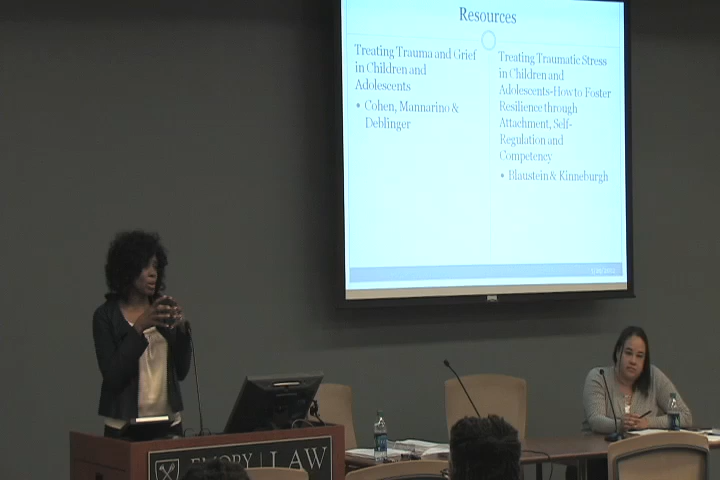 Resources
Treating Trauma and Grief
in Children and
Adolescents
• Cohen, Mannarino &
Deblinger
Treating Traumatic Stress
in Children and
Adolescents-How to Foster
Resilience through
Attachment, Self-
Regulation and
Competency
• Blaustein & Kinneburgh
EMORY | LAW